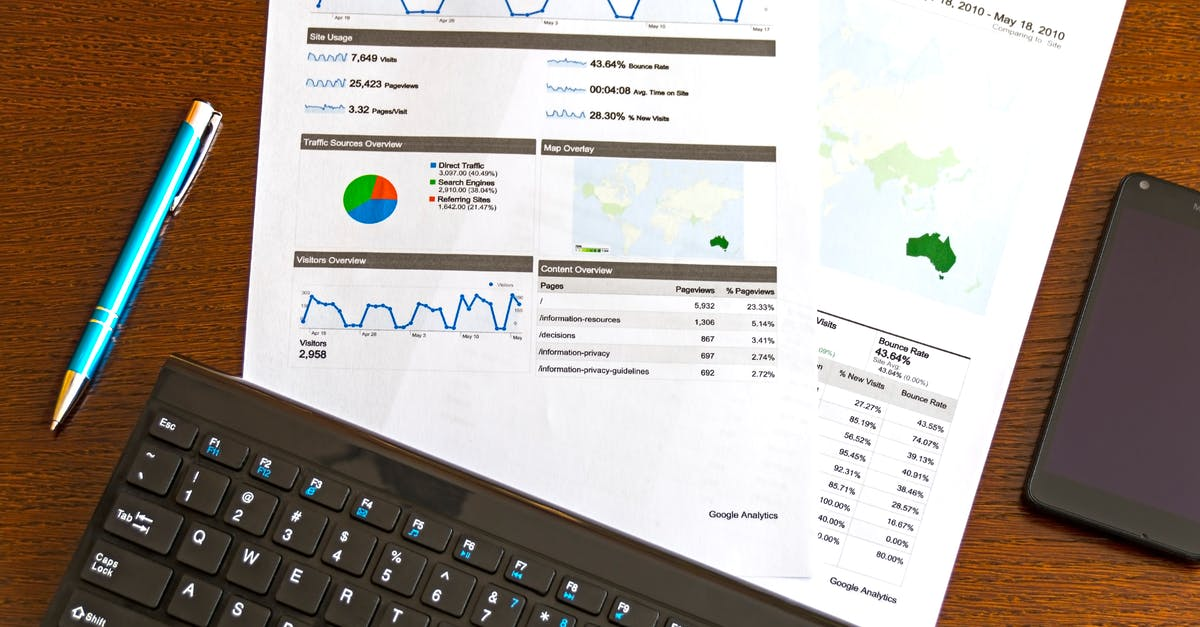 Apr 19 Apr 26 May 3 May 10 May 17
Site Usage
7,649 Visits
25,423 Pageviews
3.32 Pages/Visit
43.64% Bounce Rate
00:04:08 Avg. Time on Site
28.30% % New Visits
Traffic Sources Overview
Direct Traffic
3,097.00 (40.49%)
Search Engines
2,910.00 (38.04%)
Referring Sites
1,642.00 (21.47%)
Map Overlay
Visitors Overview
Visitors
Apr 19 Apr 26 May 3 May 10 May
Visitors
2,958
Content Overview
Pages Pageviews % Pageviews
/ 5,932 23.33%
/information-resources 1,306 5.14%
/decisions 867 3.41%
/information-privacy 697 2.74%
/information-privacy-guidelines 692 2.72%
Google Analytics
18, 2010 - May 18, 2010
Comparing to: Site
Visits
Bounce Rate
43.64%
Site Avg:
43.64% (0.00%)
% New Visits Bounce Rate
27.27% 43.55%
85.19% 74.07%
56.52% 39.13%
95.45% 40.91%
92.31% 38.46%
85.71% 28.57%
100.00% 16.67%
40.00% 0.00%
0.00% 80.00%
Google Analytics
Esc F1 F2 F3 F4 F5 F6 F7 F8 F9
F11 F12
~ ! @ # $ % ^ & *
` 1 2 3 4 5 6 7 7 8
Tab Q W E R T
Caps Lock A S
Shift